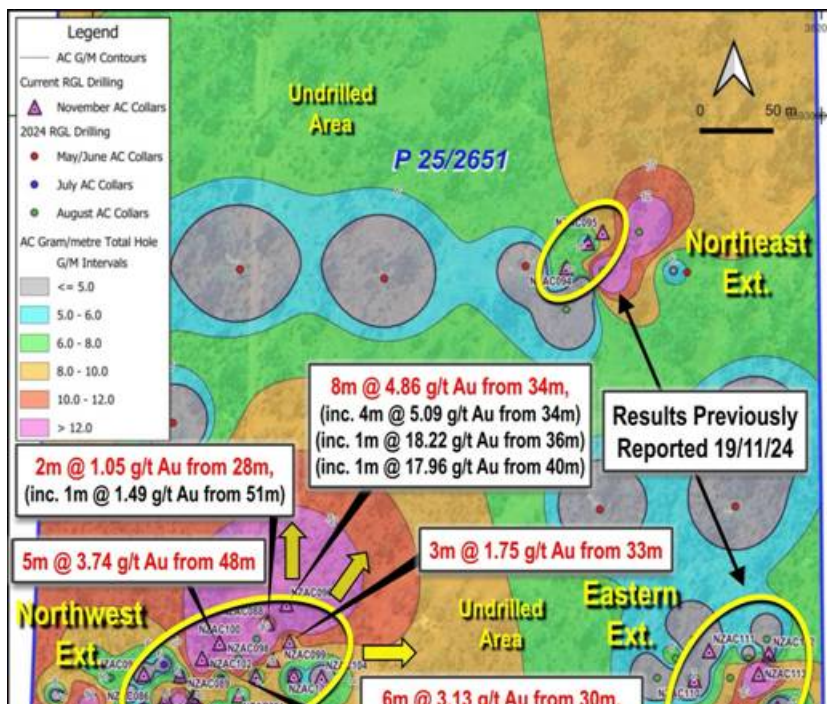 Legend
AC G/M Contours
Current RGL Drilling
November AC Collars
2024 RGL Drilling
May/June AC Collars
July AC Collars
August AC Collars
AC Gram/metre Total Hole
G/M Intervals
<= 5.0
5.0 - 6.0
6.0 - 8.0
8.0 - 10.0
10.0 - 12.0
> 12.0
Undrilled
Area
P 25/2651
0 50 m
NZAC095
NZAC094
Northeast
Ext.
8m @ 4.86 g/t Au from 34m,
(inc. 4m @ 5.09 g/t Au from 34m)
(inc. 1m @ 18.22 g/t Au from 36m)
(inc. 1m @ 17.96 g/t Au from 40m)
Results Previously
Reported 19/11/24
2m @ 1.05 g/t Au from 28m,
(inc. 1m @ 1.49 g/t Au from 51m)
5m @ 3.74 g/t Au from 48m
3m @ 1.75 g/t Au from 33m
Northwest
Ext.
Undrilled
Area
Eastern
Ext.
NZAC100
NZAC098
NZAC099
NZAC102
NZAC111
6m @ 3.13 g/t Au from 30m,